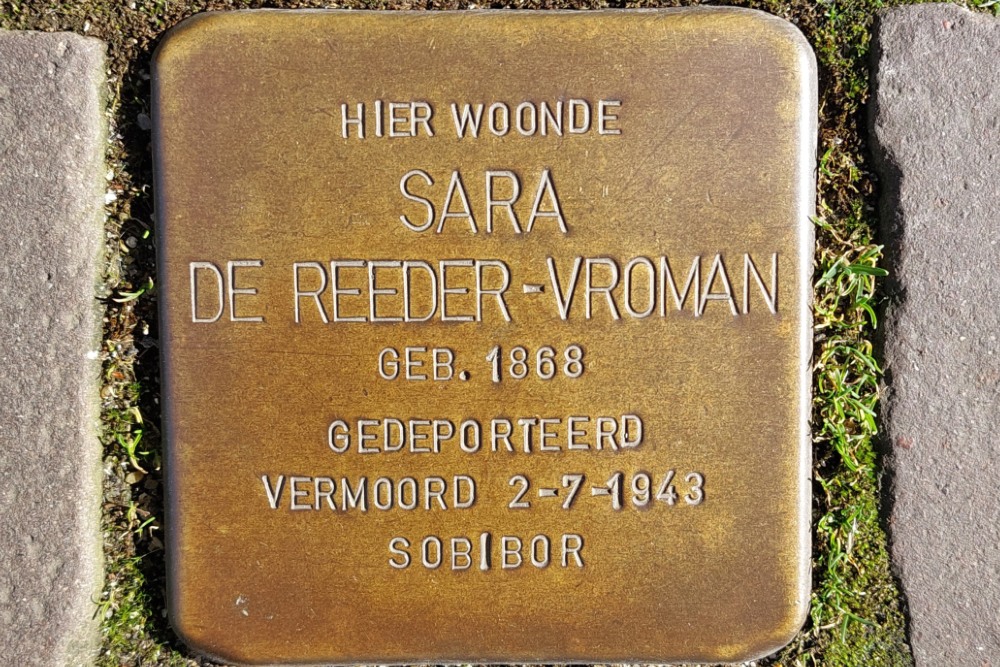 HIER WOONDE
SARA
DE REEDER-VROMAN
GEB. 1868
GEDEPORTEERD
VERMOORD 2-7-1943
SOBIBOR